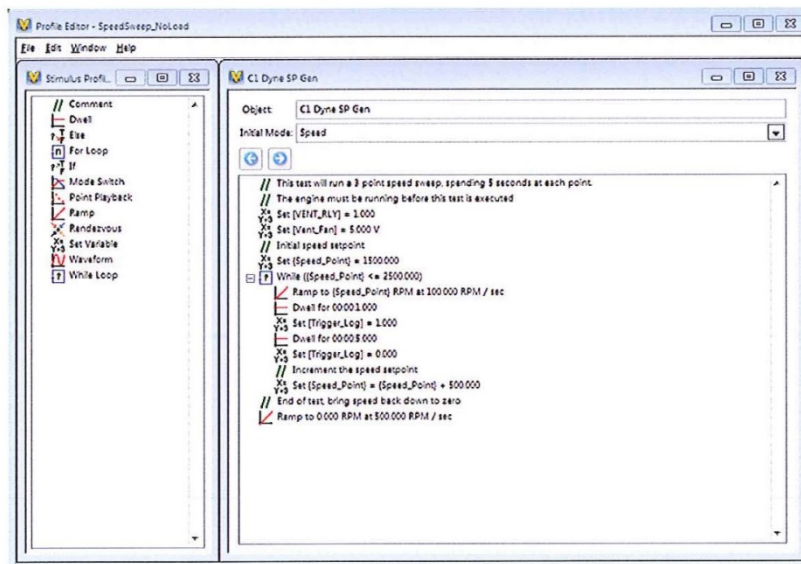 Profile Editor - SpeedSweep_NoLoad
File Edit Window Help
Stimulus Profil..
// Comment
Dwell
Else
For Loop
If
Mode Switch
Point Playback
Ramp
Rendezvous
Set Variable
Waveform
While Loop
C1 Dyne SP Gen
Object: C1 Dyne SP Gen
Initial Mode: Speed
// This test will run a 3 point speed sweep, spending 5 seconds at each point.
// The engine must be running before this test is executed
Set [VENT_RLY] = 1.000
Set [Vent_Fan] = 5.000 V
// Initial speed setpoint
Set {Speed_Point} = 1500.000
While ({Speed_Point} <= 2500.000)
Ramp to {Speed_Point} RPM at 100.000 RPM / sec
Dwell for 00:00:1.000
Set [Trigger_Log] = 1.000
Dwell for 00:00:5.000
Set [Trigger_Log] = 0.000
// Increment the speed setpoint
Set {Speed_Point} = {Speed_Point} + 500.000
// End of test, bring speed back down to zero
Ramp to 0.000 RPM at 500.000 RPM / sec